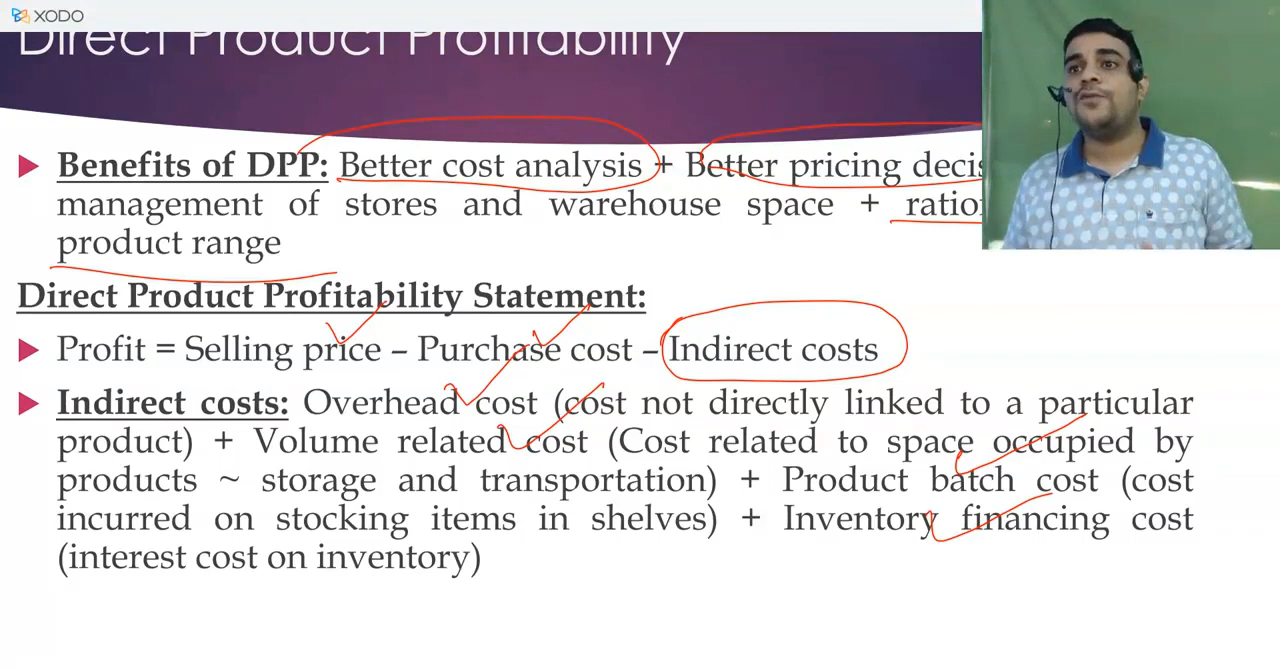 XODO
Direct Product Profitability
Benefits of DPP: Better cost analysis + Better pricing
management of stores and warehouse space +
product range
Direct Product Profitability Statement:
Profit = Selling price – Purchase cost – Indirect costs
Indirect costs: Overhead cost (cost not directly linked to a particular
product) + Volume related cost (Cost related to space occupied by
products ~ storage and transportation) + Product batch cost (cost
incurred on stocking items in shelves) + Inventory financing cost
(interest cost on inventory)